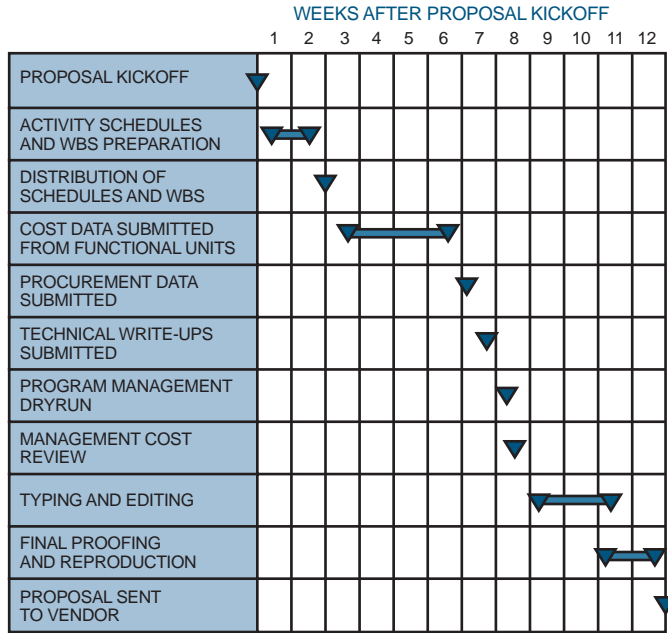 WEEKS AFTER PROPOSAL KICKOFF
1 2 3 4 5 6 7 8 9 10 11 12
PROPOSAL KICKOFF
ACTIVITY SCHEDULES
AND WBS PREPARATION
DISTRIBUTION OF
SCHEDULES AND WBS
COST DATA SUBMITTED
FROM FUNCTIONAL UNITS
PROCUREMENT DATA
SUBMITTED
TECHNICAL WRITE-UPS
SUBMITTED
PROGRAM MANAGEMENT
DRYRUN
MANAGEMENT COST
REVIEW
TYPING AND EDITING
FINAL PROOFING
AND REPRODUCTION
PROPOSAL SENT
TO VENDOR